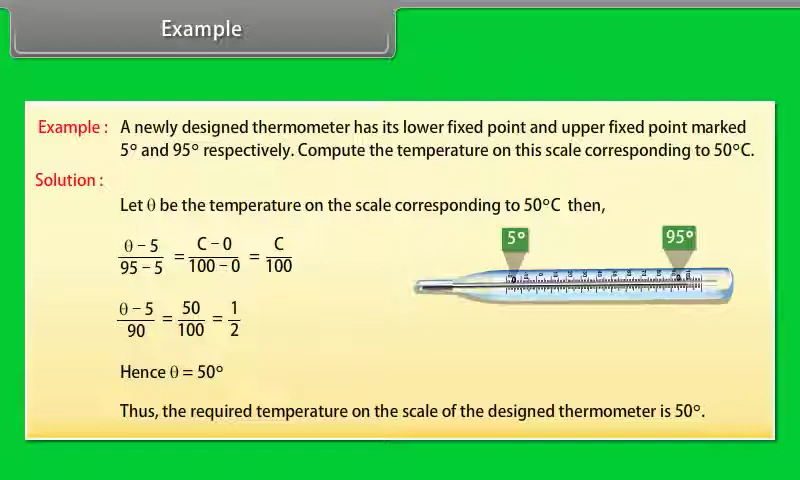 Example
Example : A newly designed thermometer has its lower fixed point and upper fixed point marked
5° and 95° respectively. Compute the temperature on this scale corresponding to 50°C.
Solution :
Let θ be the temperature on the scale corresponding to 50°C then,
θ – 5 / 95 – 5 = C – 0 / 100 – 0 = C / 100
5° 95°
θ – 5 / 90 = 50 / 100 = 1 / 2
Hence θ = 50°
Thus, the required temperature on the scale of the designed thermometer is 50°.